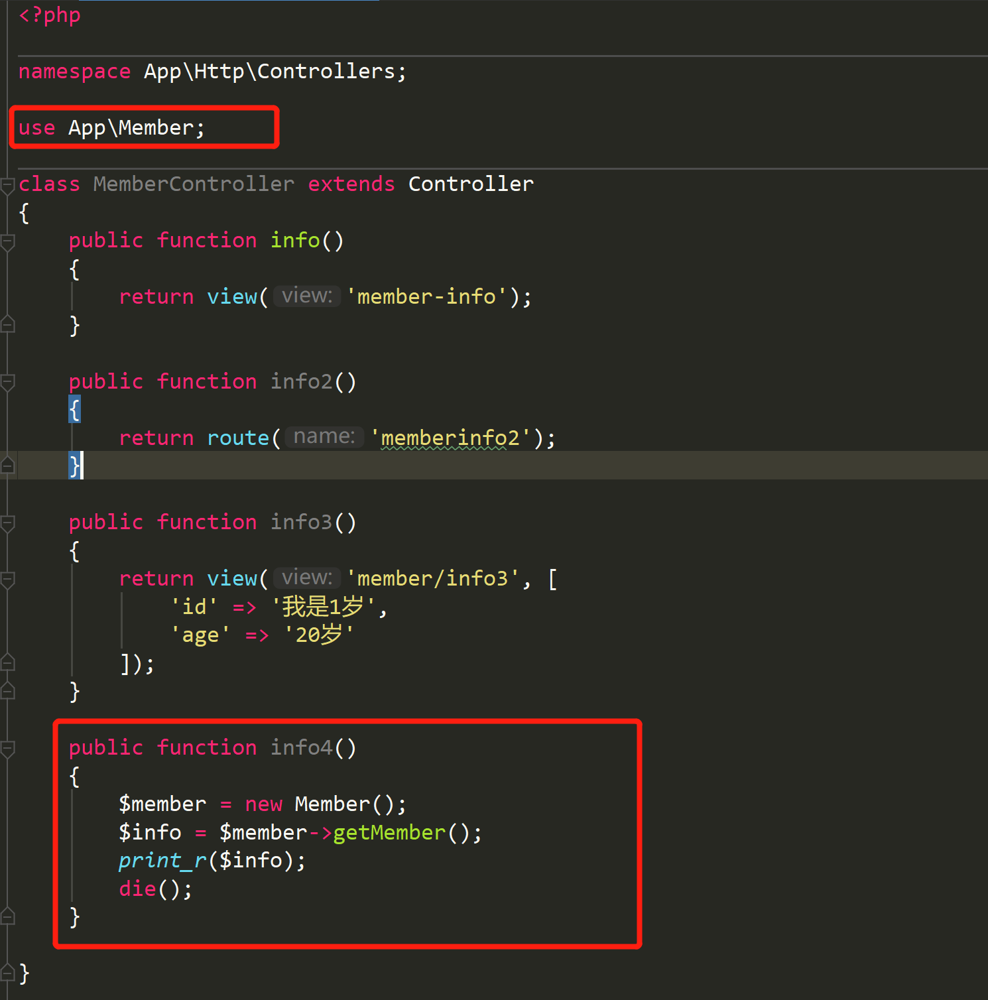 <?php
namespace App\Http\Controllers;
use App\Member;
class MemberController extends Controller
{
    public function info()
    {
        return view( view: 'member-info');
    }
    public function info2()
    {
        return route( name: 'memberinfo2');
    }
    public function info3()
    {
        return view( view: 'member/info3', [
            'id' => '我是1岁',
            'age' => '20岁'
        ]);
    }
    public function info4()
    {
        $member = new Member();
        $info = $member->getMember();
        print_r($info);
        die();
    }
}